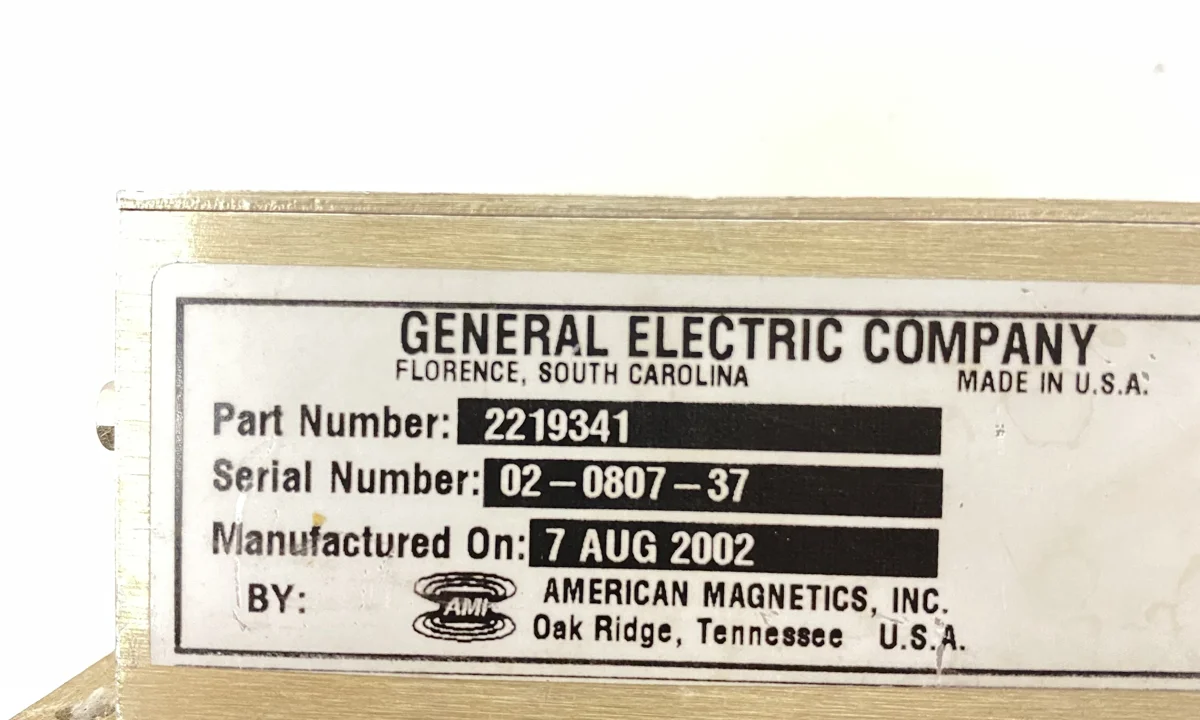 GENERAL ELECTRIC COMPANY
FLORENCE, SOUTH CAROLINA MADE IN U.S.A.
Part Number: 2219341
Serial Number: 02-0807-37
Manufactured On: 7 AUG 2002
BY: AMI AMERICAN MAGNETICS, INC.
Oak Ridge, Tennessee U.S.A.